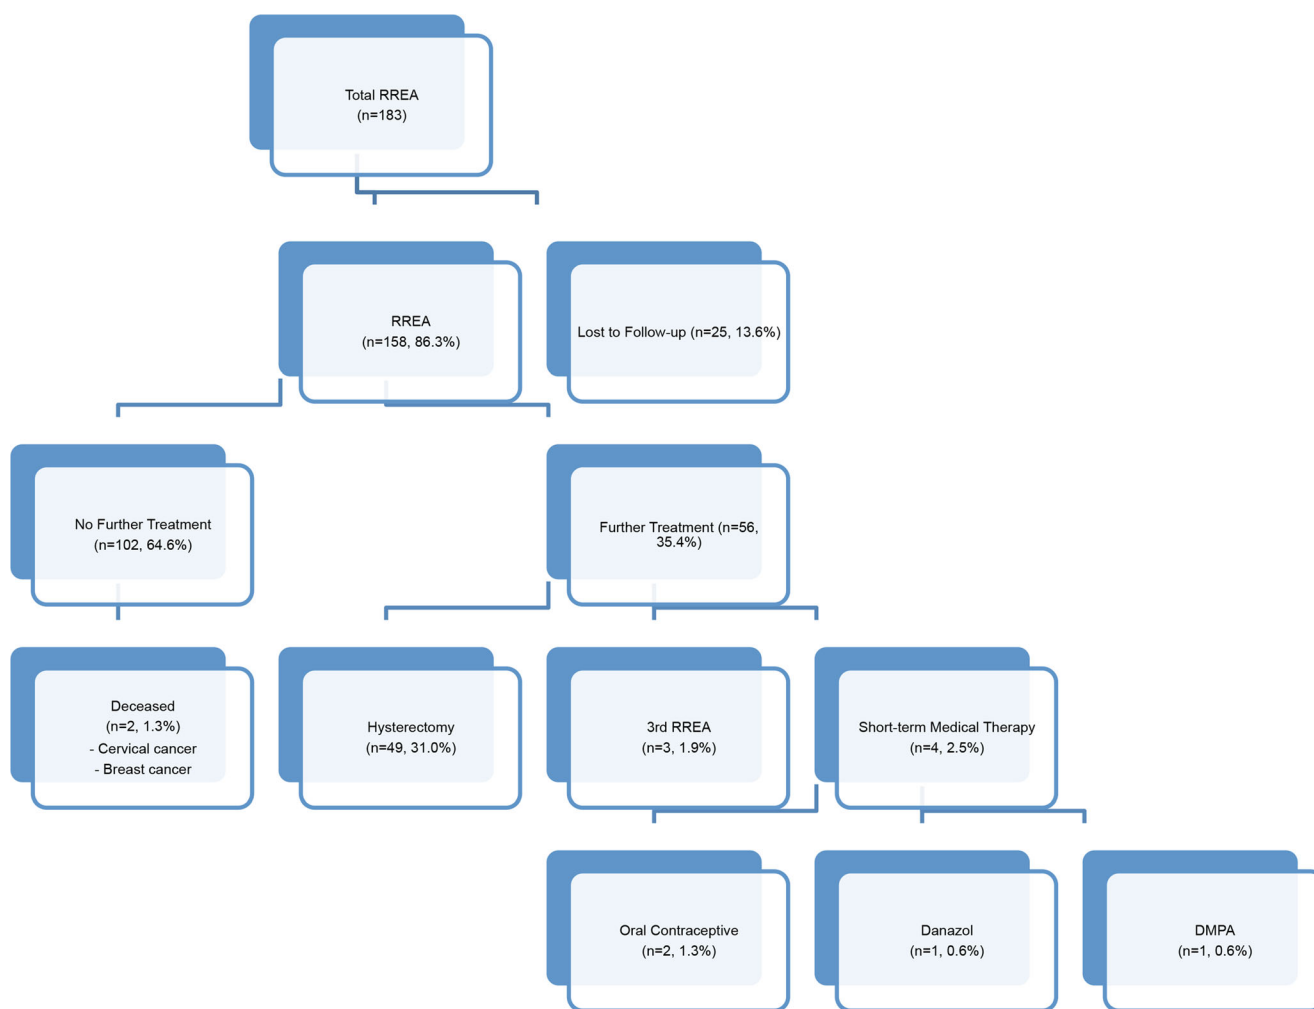 Total RREA
(n=183)
RREA
(n=158, 86.3%)
Lost to Follow-up (n=25, 13.6%)
No Further Treatment
(n=102, 64.6%)
Further Treatment (n=56,
35.4%)
Deceased
(n=2, 1.3%)
- Cervical cancer
- Breast cancer
Hysterectomy
(n=49, 31.0%)
3rd RREA
(n=3, 1.9%)
Short-term Medical Therapy
(n=4, 2.5%)
Oral Contraceptive
(n=2, 1.3%)
Danazol
(n=1, 0.6%)
DMPA
(n=1, 0.6%)